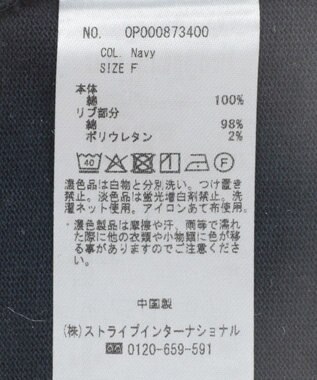 NO. OP000873400
COL. Navy
SIZE F
本体
綿 100%
リブ部分
綿 98%
ポリウレタン 2%
40 F
濃色品は白物と分別洗い。つけ置き
禁止。淡色品は蛍光増白剤禁止。洗
濯ネット使用。アイロンあて布使用。
・濃色製品は摩擦や汗、雨等で濡れ
た際に他の衣類や小物類に色が移
る事がありますのでご注意くださ
い。
中国製
(株)ストライプインターナショナル
0120-659-591